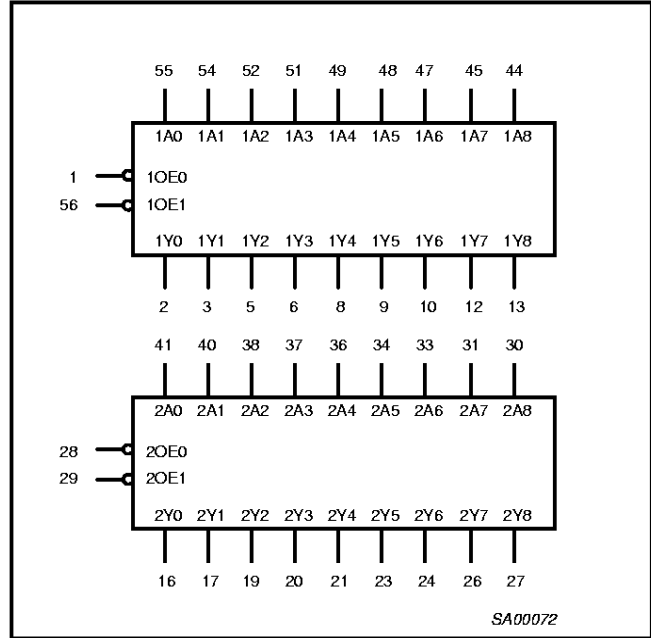 55 54 52 51 49 48 47 45 44
1A0 1A1 1A2 1A3 1A4 1A5 1A6 1A7 1A8
1 1OE0
56 1OE1
1Y0 1Y1 1Y2 1Y3 1Y4 1Y5 1Y6 1Y7 1Y8
2 3 5 6 8 9 10 12 13
41 40 38 37 36 34 33 31 30
2A0 2A1 2A2 2A3 2A4 2A5 2A6 2A7 2A8
28 2OE0
29 2OE1
2Y0 2Y1 2Y2 2Y3 2Y4 2Y5 2Y6 2Y7 2Y8
16 17 19 20 21 23 24 26 27
SA00072